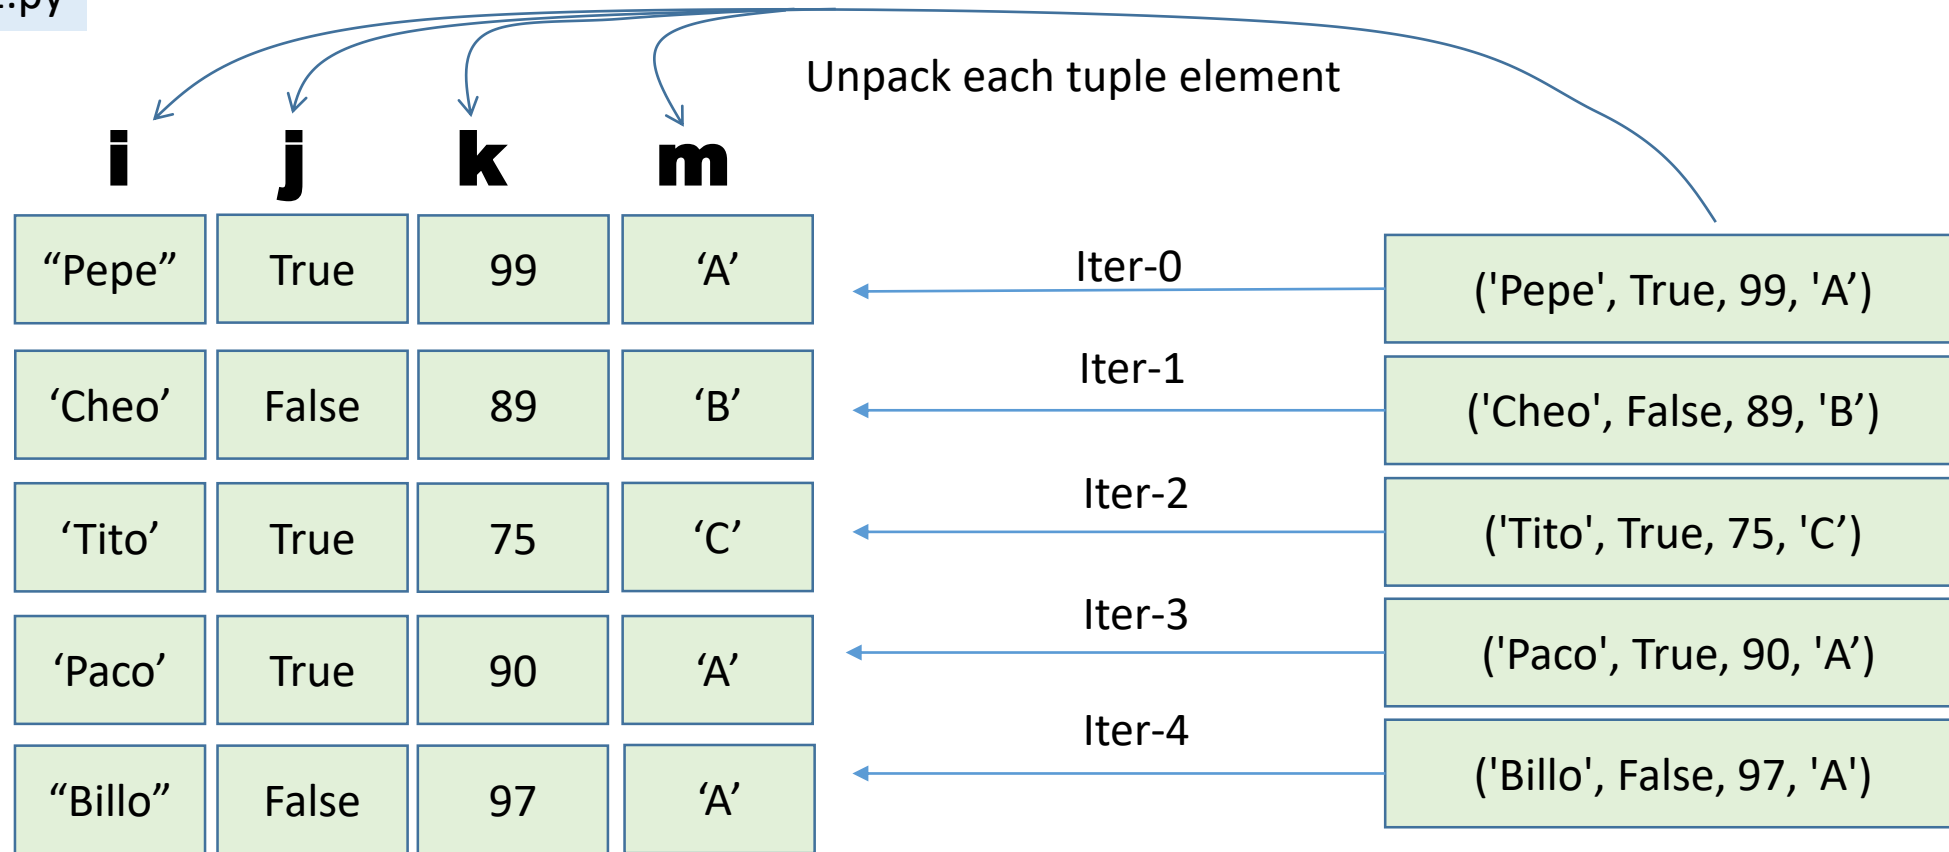 .py
Unpack each tuple element
i j k m
“Pepe” True 99 ‘A’ Iter-0 ('Pepe', True, 99, 'A’)
‘Cheo’ False 89 ‘B’ Iter-1 ('Cheo', False, 89, 'B’)
‘Tito’ True 75 ‘C’ Iter-2 ('Tito', True, 75, 'C’)
‘Paco’ True 90 ‘A’ Iter-3 ('Paco', True, 90, 'A’)
“Billo” False 97 ‘A’ Iter-4 ('Billo', False, 97, 'A')